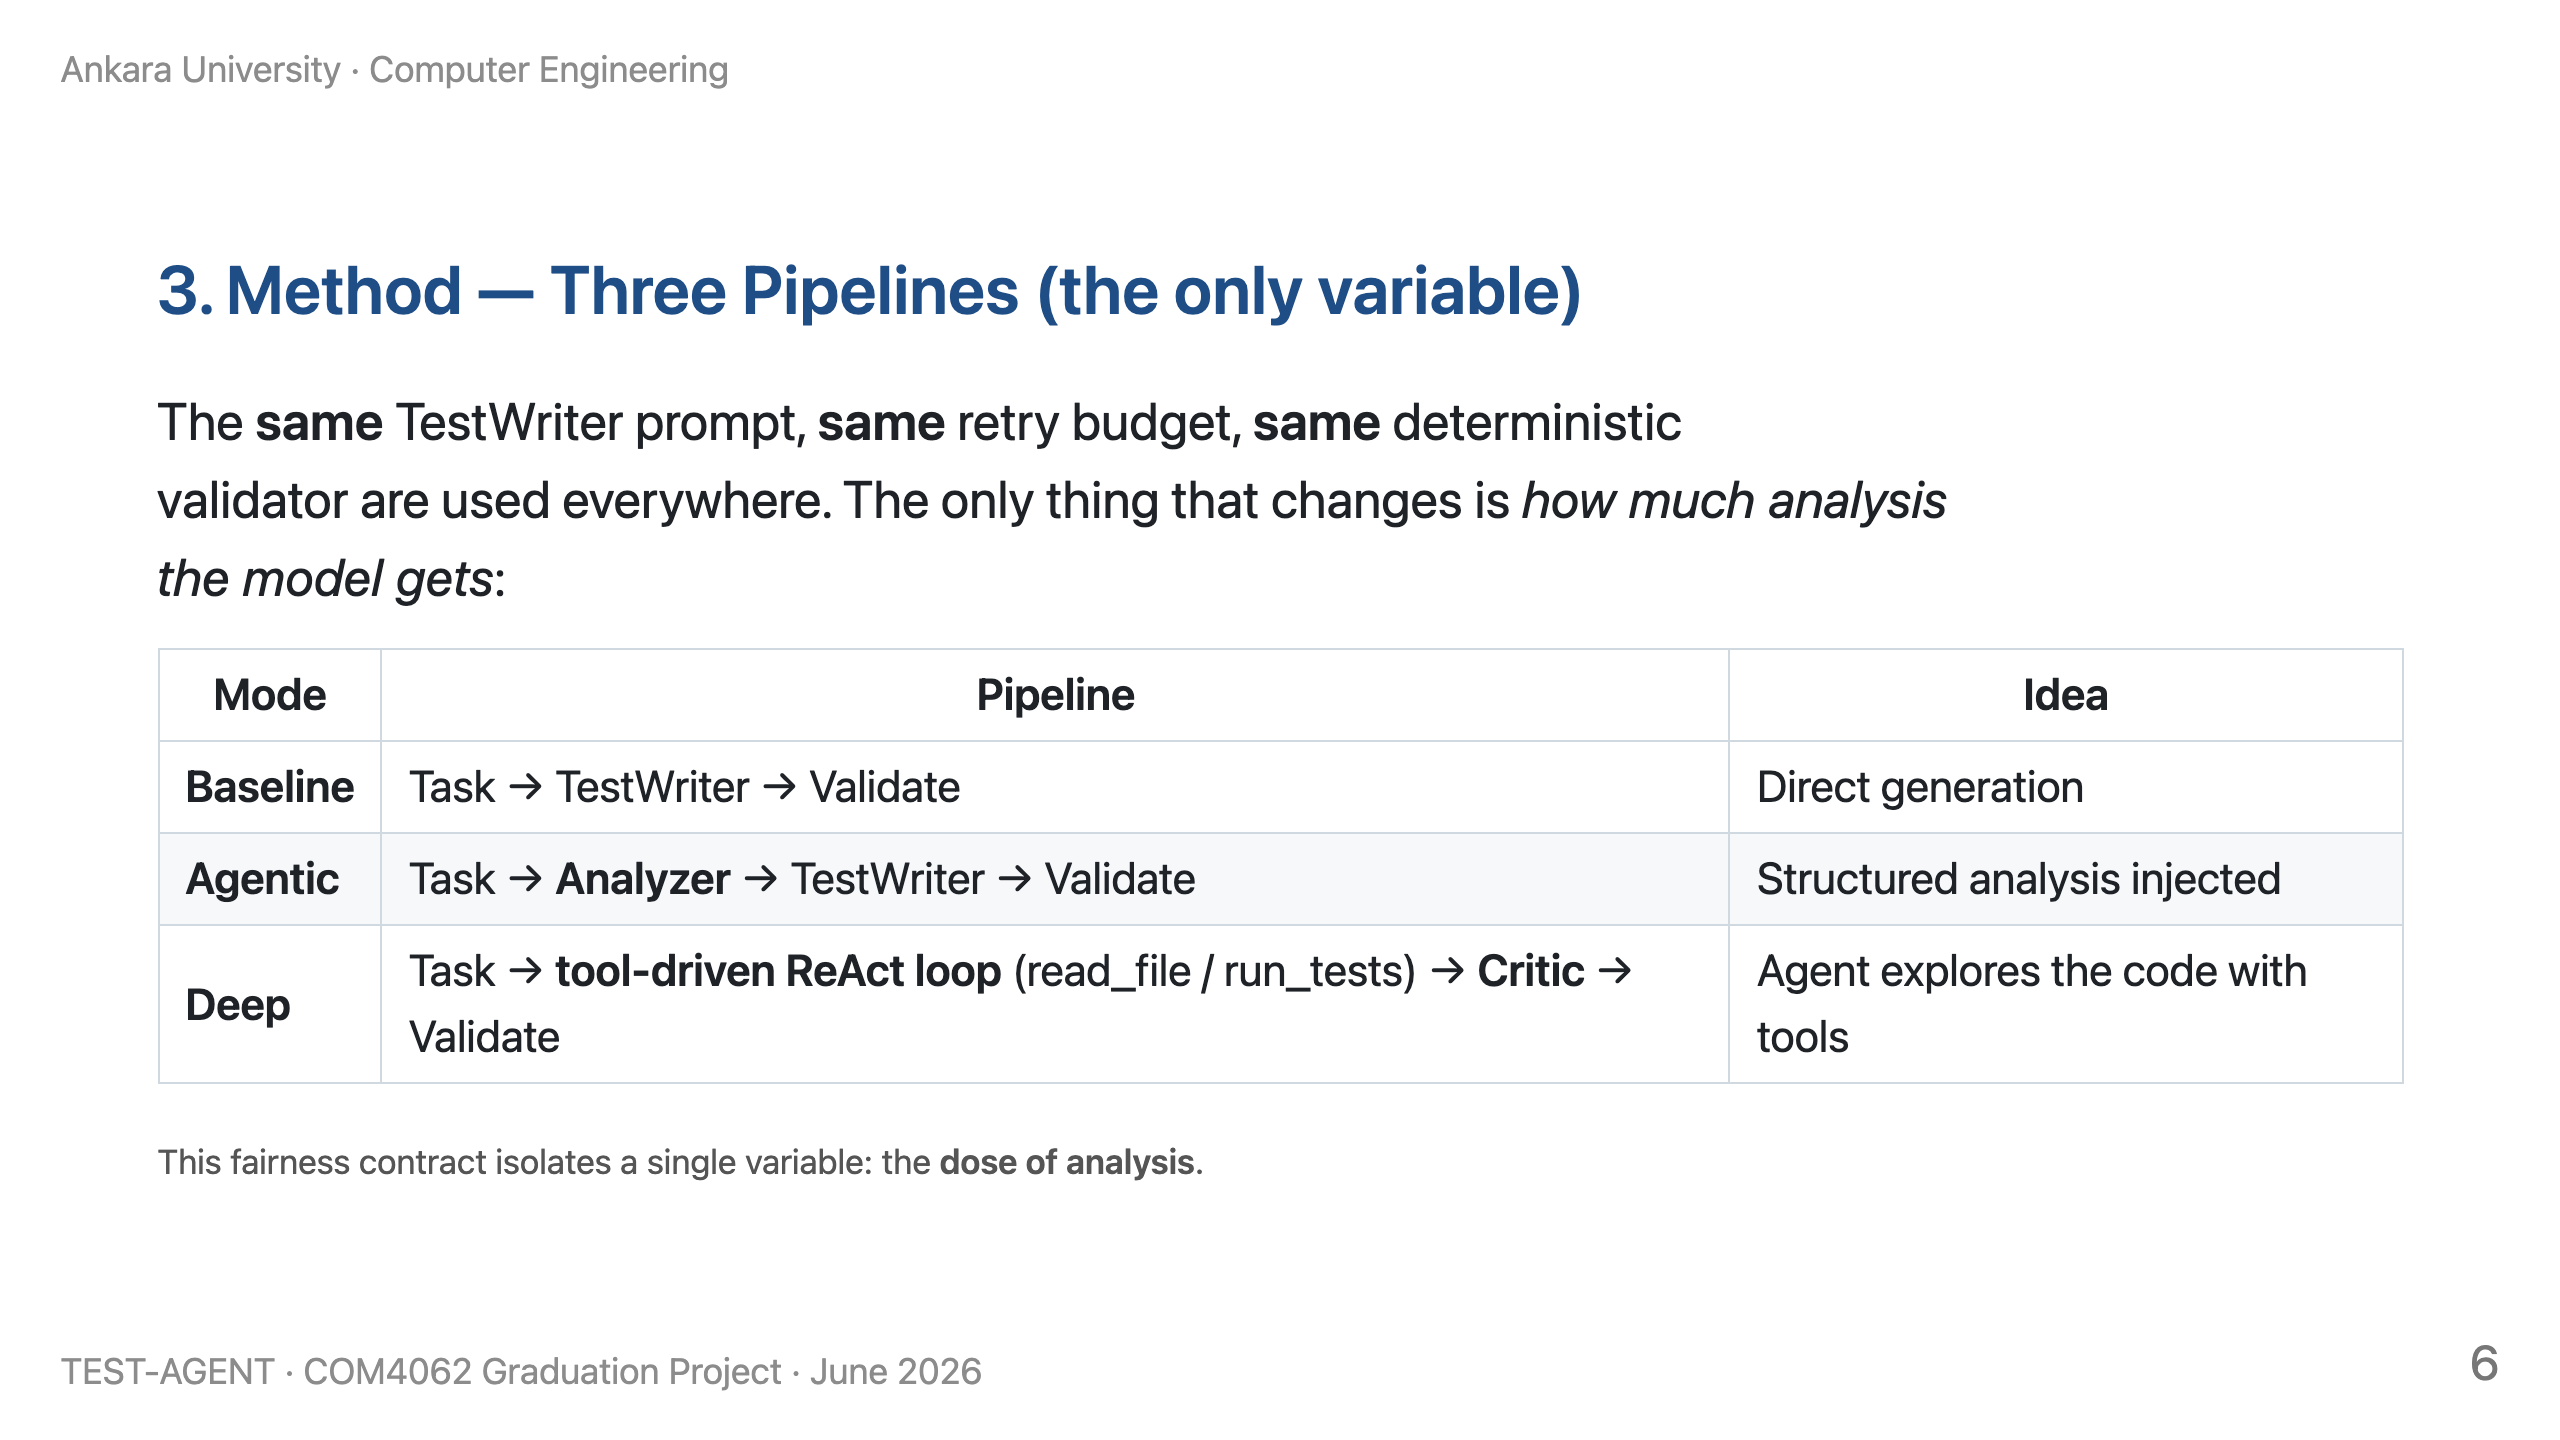 Ankara University · Computer Engineering
3. Method — Three Pipelines (the only variable)
The same TestWriter prompt, same retry budget, same deterministic
validator are used everywhere. The only thing that changes is how much analysis
the model gets:
Mode Pipeline Idea
Baseline Task → TestWriter → Validate Direct generation
Agentic Task → Analyzer → TestWriter → Validate Structured analysis injected
Deep Task → tool-driven ReAct loop (read_file / run_tests) → Critic →
Validate
Agent explores the code with
tools
This fairness contract isolates a single variable: the dose of analysis.
TEST-AGENT · COM4062 Graduation Project · June 2026
6